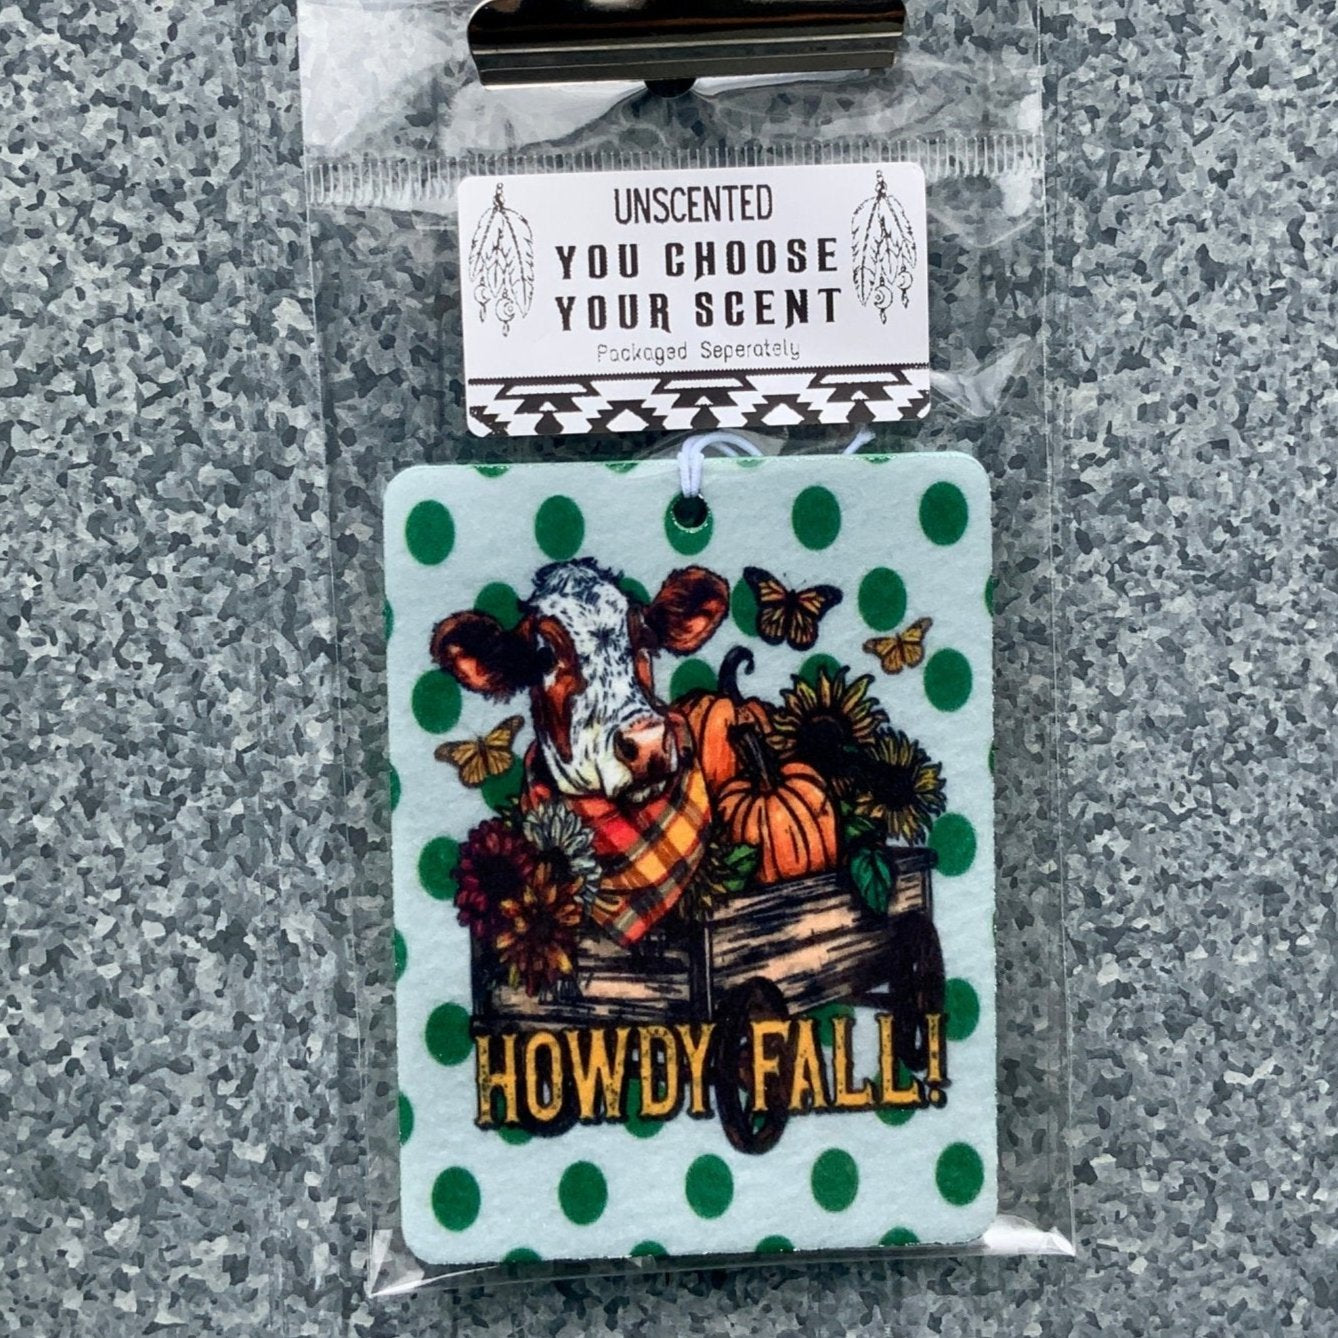 UNSCENTED
YOU CHOOSE
YOUR SCENT
Packaged Seperately
HOWDY FALL!